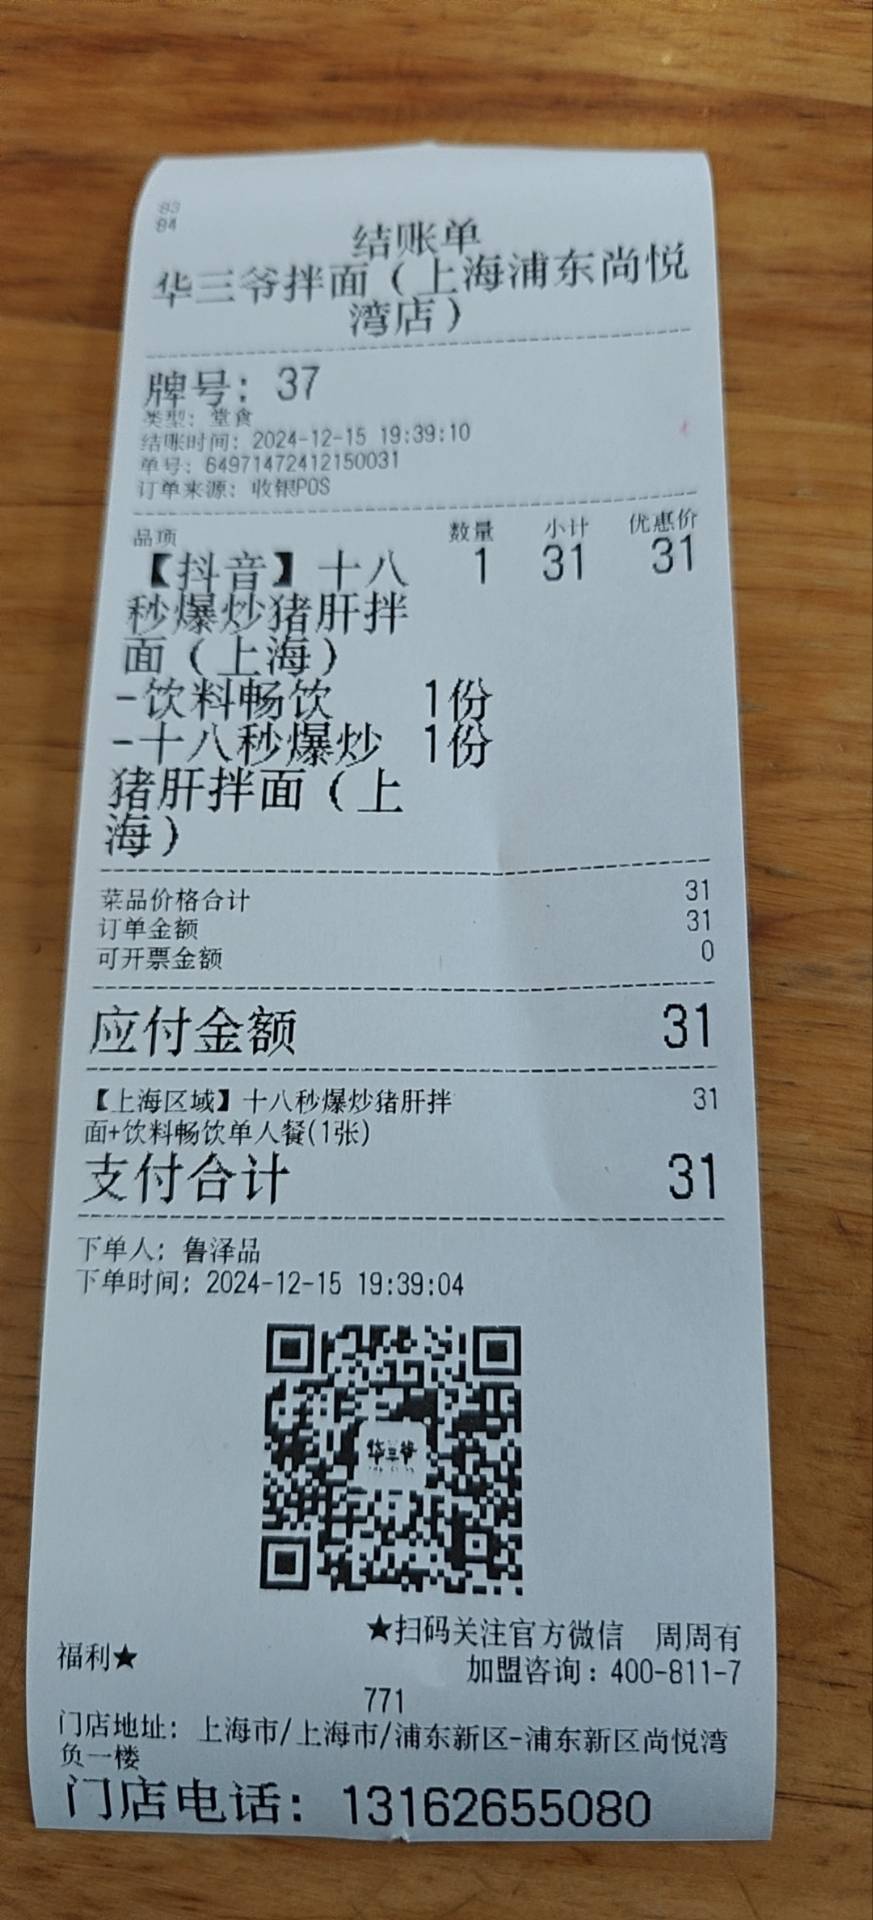 83
84
结账单
华三爷拌面（上海浦东尚悦
湾店）
牌号：37
类型：堂食
结账时间：2024-12-15 19:39:10
单号：64971472412150031
订单来源：收银POS
品项 数量 小计 优惠价
【抖音】十八 1 31 31
秒爆炒猪肝拌
面（上海）
-饮料畅饮 1份
-十八秒爆炒 1份
猪肝拌面（上
海）
菜品价格合计 31
订单金额 31
可开票金额 0
应付金额 31
【上海区域】十八秒爆炒猪肝拌 31
面+饮料畅饮单人餐(1张)
支付合计 31
下单人：鲁泽品
下单时间：2024-12-15 19:39:04
华三爷
★扫码关注官方微信 周周有
福利★
加盟咨询：400-811-7
771
门店地址：上海市/上海市/浦东新区-浦东新区尚悦湾
负一楼
门店电话：13162655080